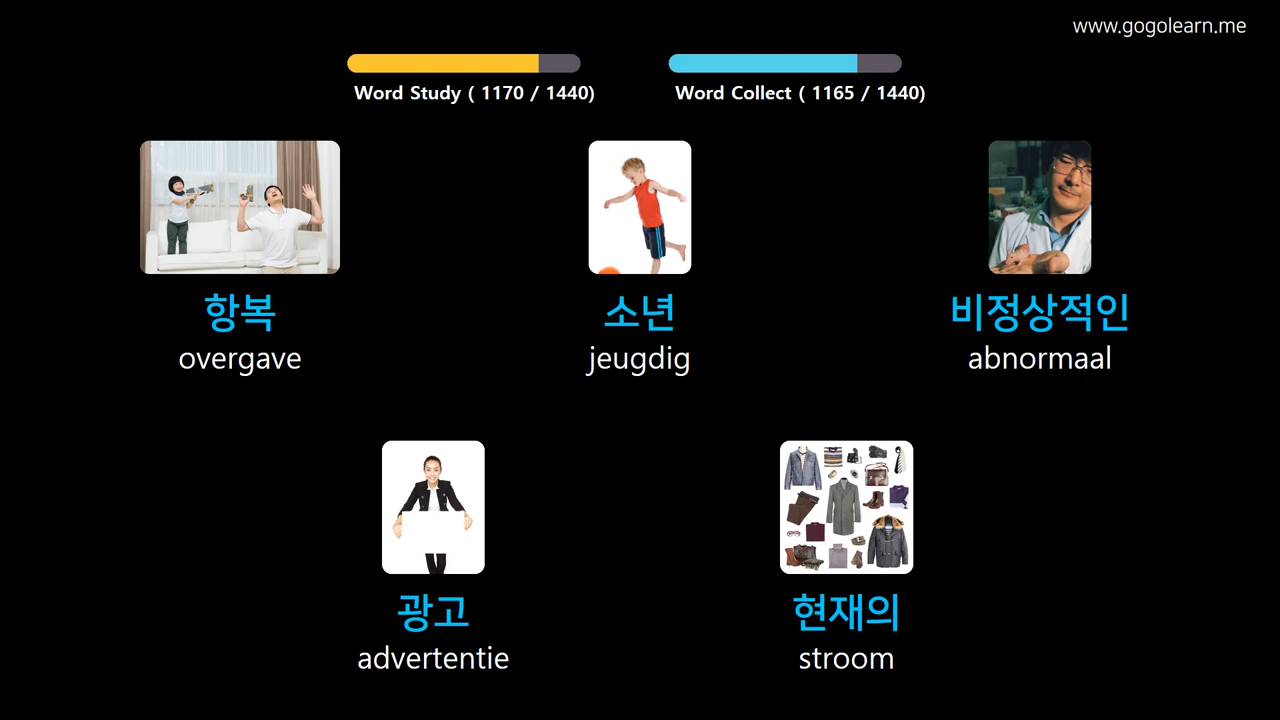 www.gogolearn.me
Word Study ( 1170 / 1440)
Word Collect ( 1165 / 1440)
항복
overgave
소년
jeugdig
비정상적인
abnormaal
광고
advertentie
현재의
stroom